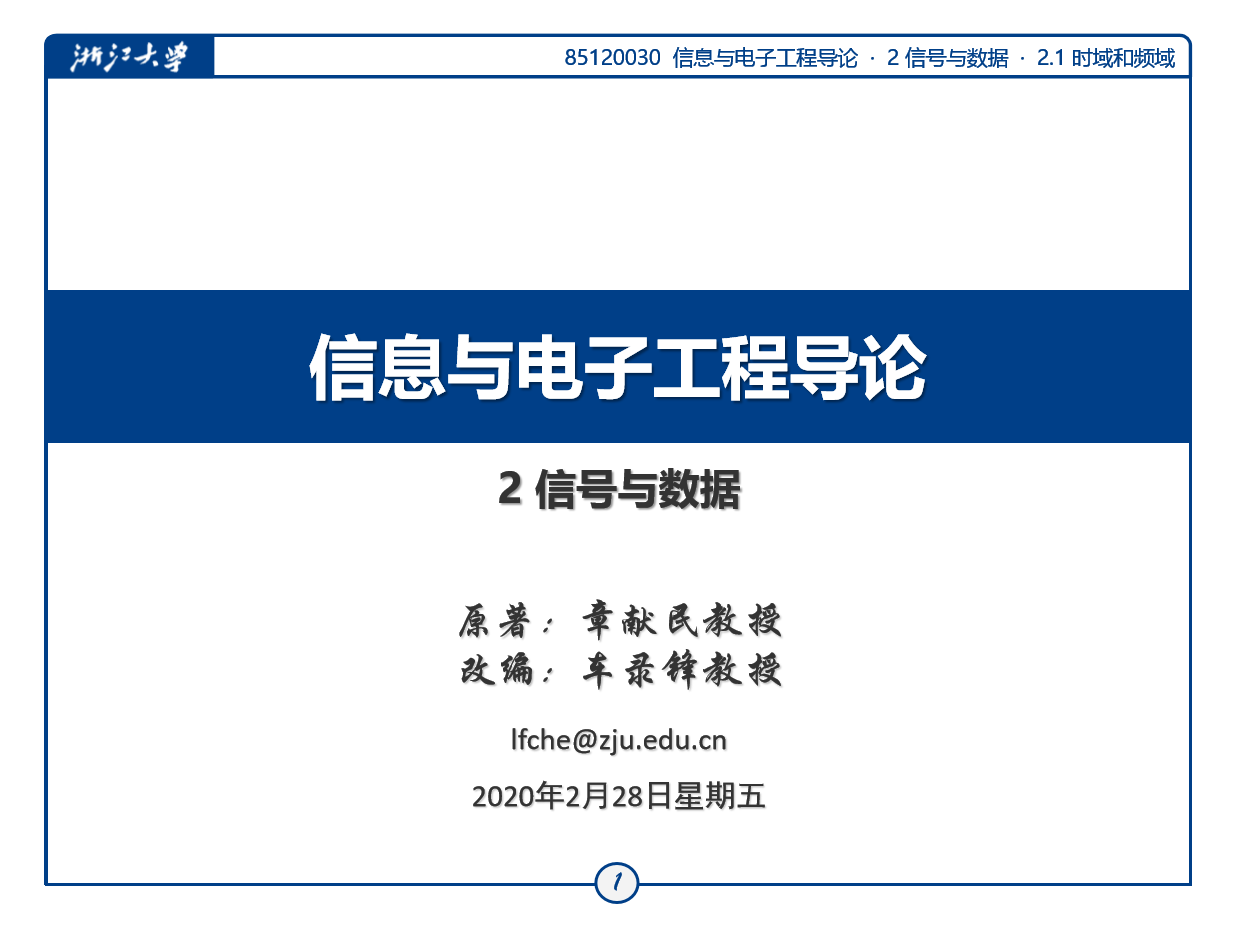 浙江大学
85120030 信息与电子工程导论 · 2 信号与数据 · 2.1 时域和频域
信息与电子工程导论
2 信号与数据
原著：章献民教授
改编：车录锋教授
lfche@zju.edu.cn
2020年2月28日星期五
1